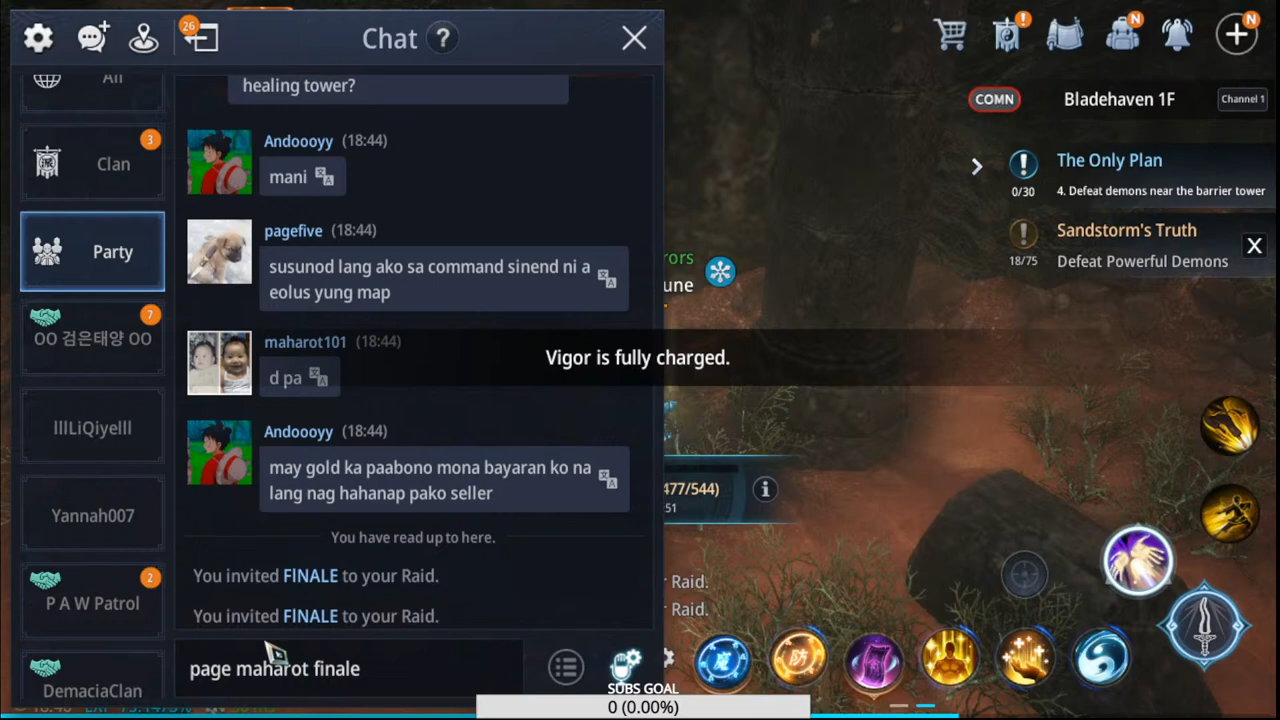 26
Chat ?
All
healing tower?
Andoooyy (18:44)
mani
Clan 3
Party
pagefive (18:44)
susunod lang ako sa command sinend ni a
eolus yung map
OO 검은태양 OO 7
maharot101 (18:44)
d pa
lllLiQiyelll
Andoooyy (18:44)
may gold ka paabono mona bayaran ko na
lang nag hahanap pako seller
Yannah007
You have read up to here.
You invited FINALE to your Raid.
P A W Patrol 2
You invited FINALE to your Raid.
page maharot finale
DemaciaClan
Vigor is fully charged.
COMN Bladehaven 1F Channel 1
The Only Plan
0/30 4. Defeat demons near the barrier tower
Sandstorm's Truth
18/75 Defeat Powerful Demons
X
N
N
rors
une
477/544)
51
r Raid.
r Raid.
魔
防
SUBS GOAL
0 (0.00%)